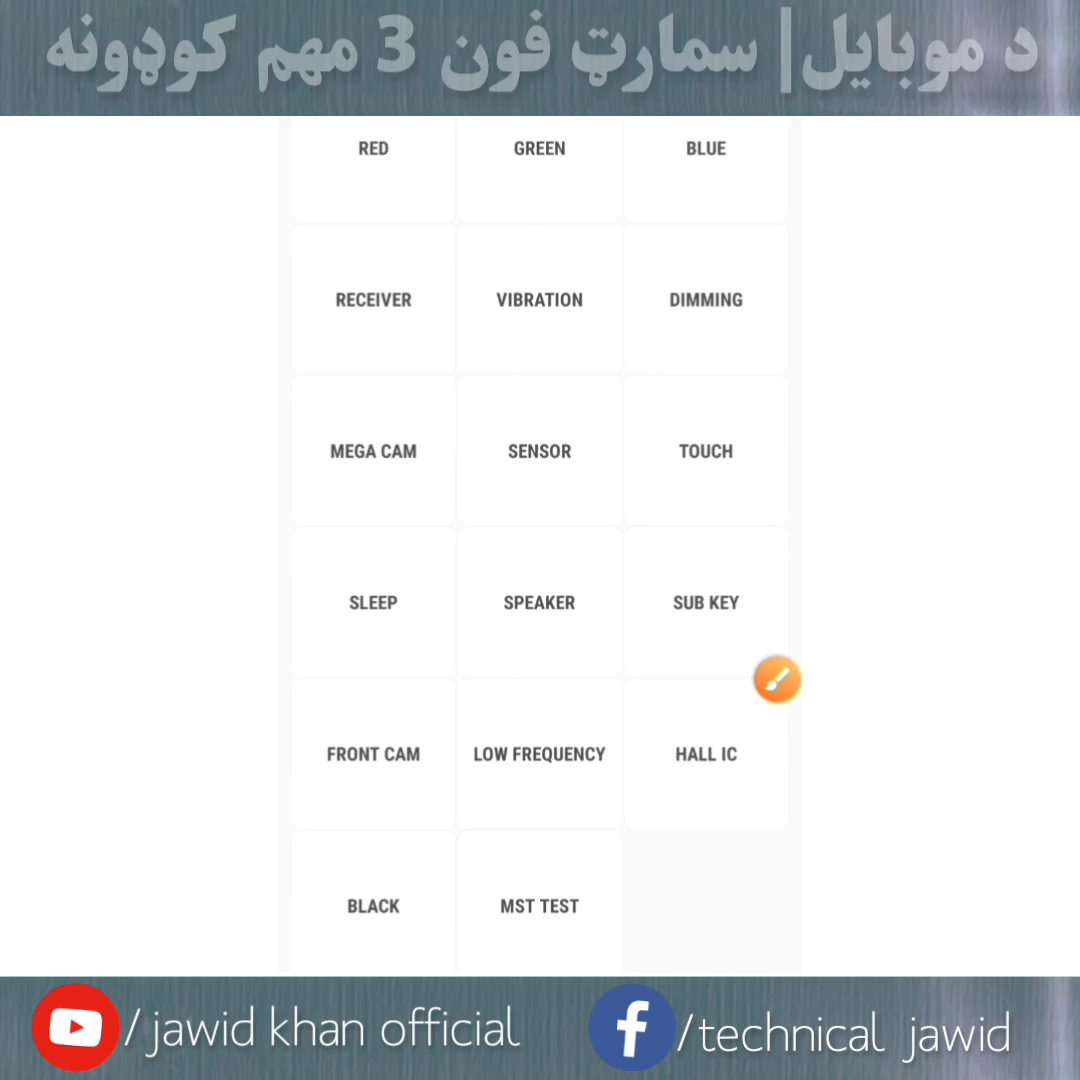 د موبایل | سمارټ فون 3 مهم کوډونه
RED GREEN BLUE
RECEIVER VIBRATION DIMMING
MEGA CAM SENSOR TOUCH
SLEEP SPEAKER SUB KEY
FRONT CAM LOW FREQUENCY HALL IC
BLACK MST TEST
/ jawid khan official /technical jawid